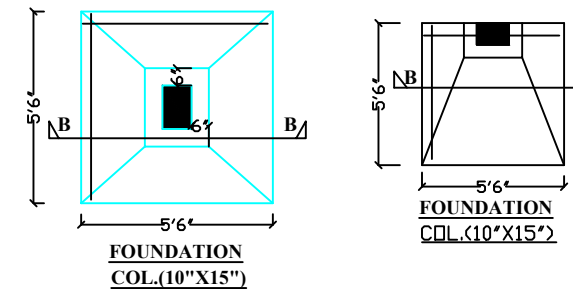 6"
5'6"
B
B
6"
5'6"
FOUNDATION
COL.(10"X15")
5'6"
B
5'6"
FOUNDATION
COL.(10"X15")